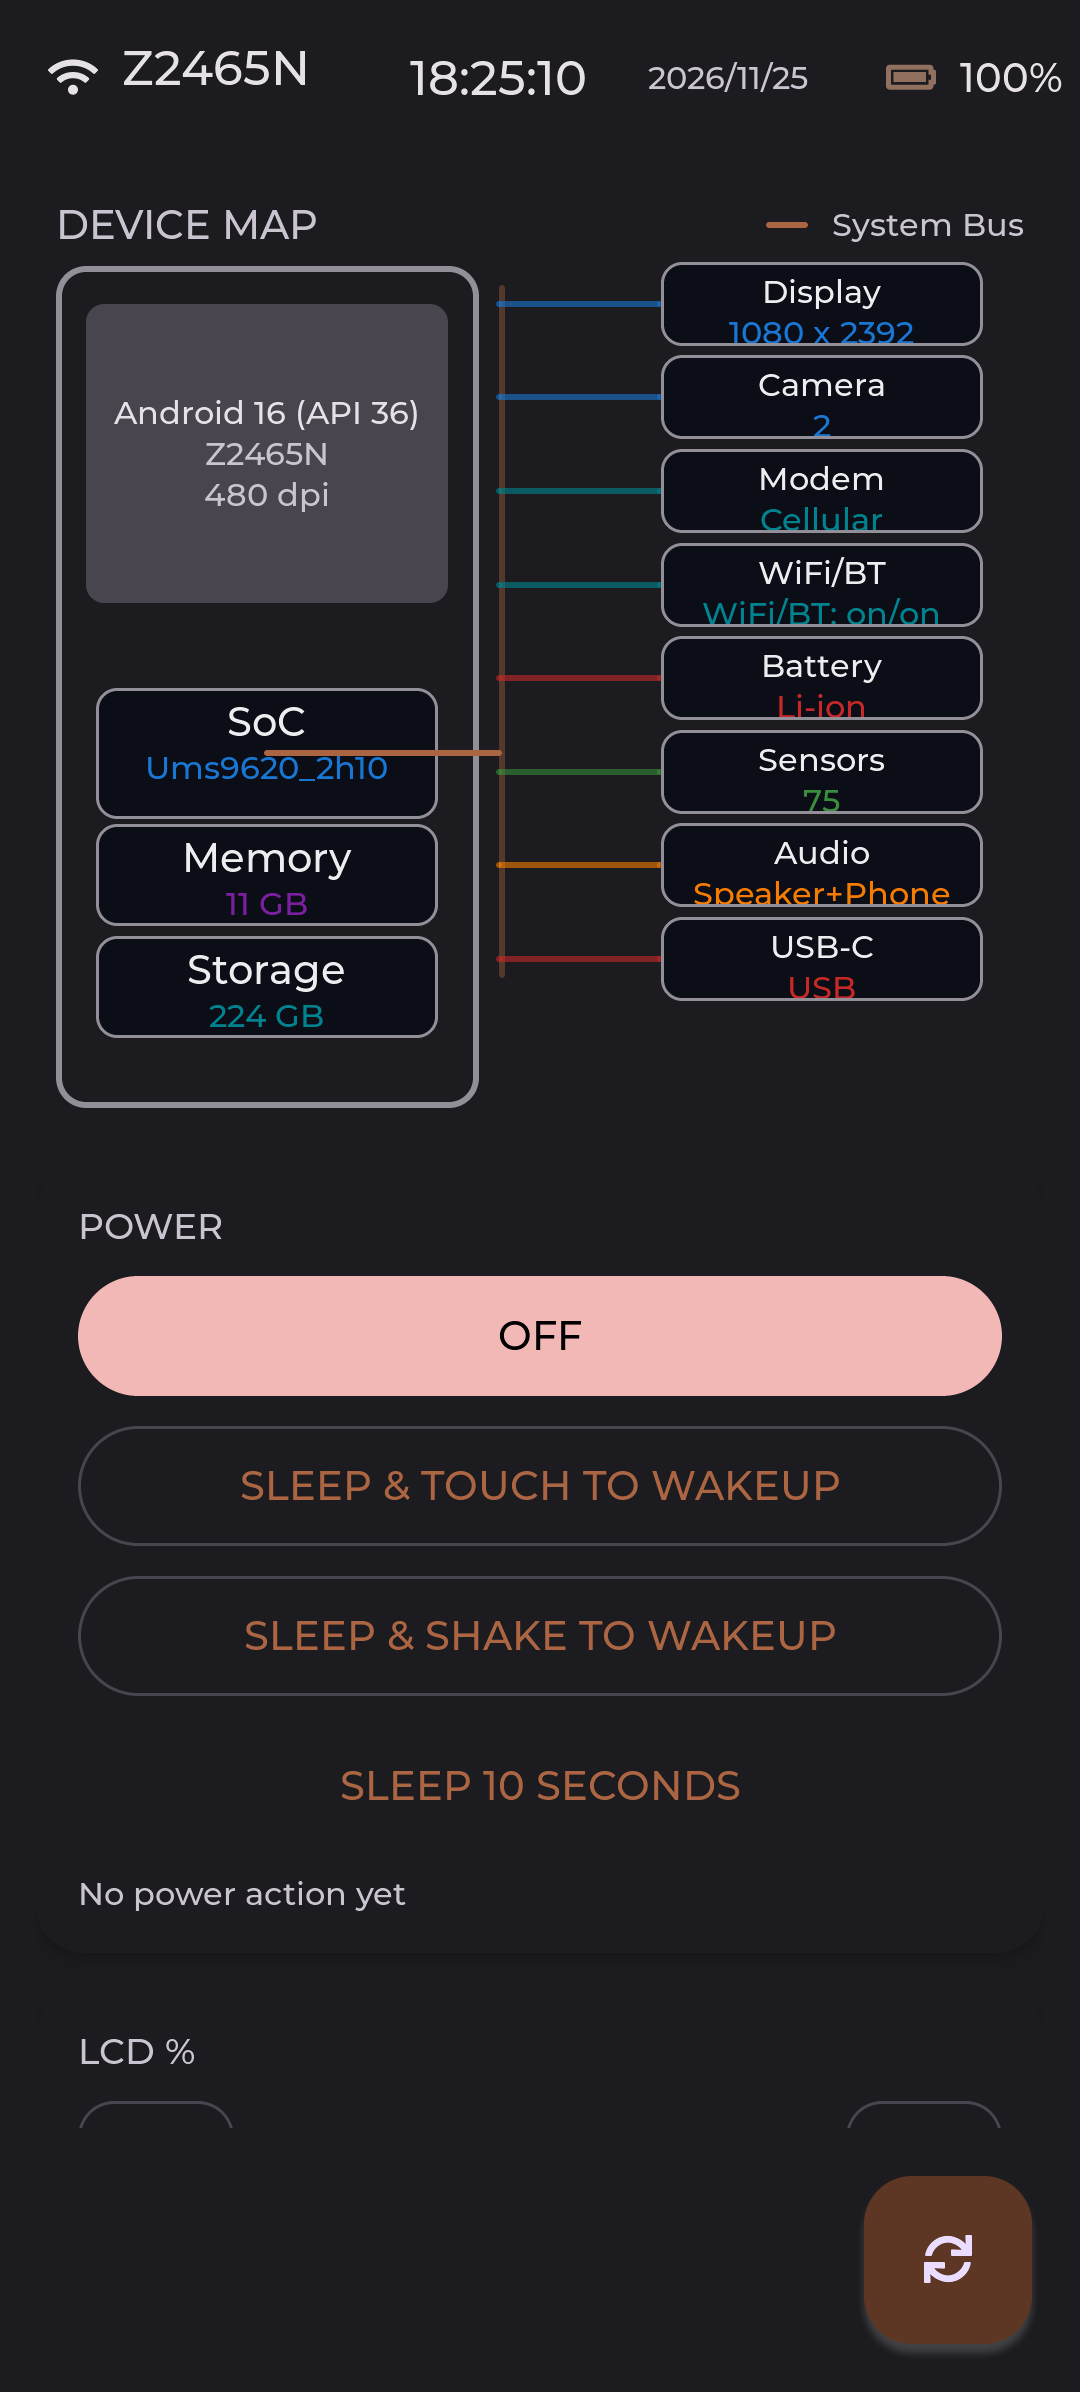 Z2465N
18:25:10
2026/11/25
100%
DEVICE MAP
System Bus
Android 16 (API 36)
Z2465N
480 dpi
SoC
Ums9620_2h10
Memory
11 GB
Storage
224 GB
Display
1080 x 2392
Camera
2
Modem
Cellular
WiFi/BT
WiFi/BT: on/on
Battery
Li-ion
Sensors
75
Audio
Speaker+Phone
USB-C
USB
POWER
OFF
SLEEP & TOUCH TO WAKEUP
SLEEP & SHAKE TO WAKEUP
SLEEP 10 SECONDS
No power action yet
LCD %